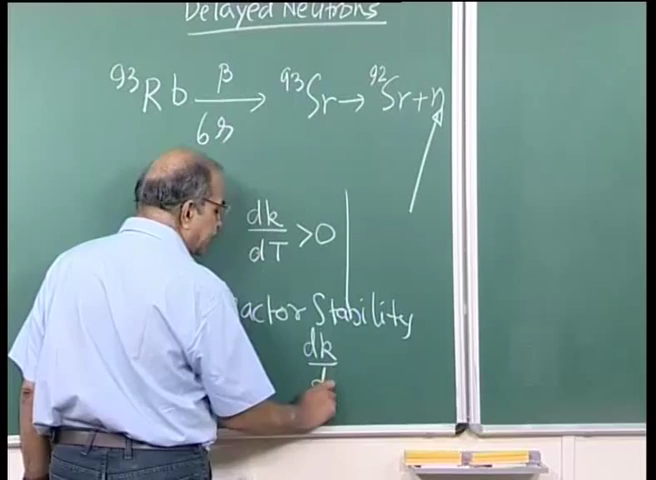 Delayed Neutrons
⁹³Rb —β→ ⁹³Sr → ⁹²Sr + n
6s
dk/dT > 0
actor Stability
dk/d